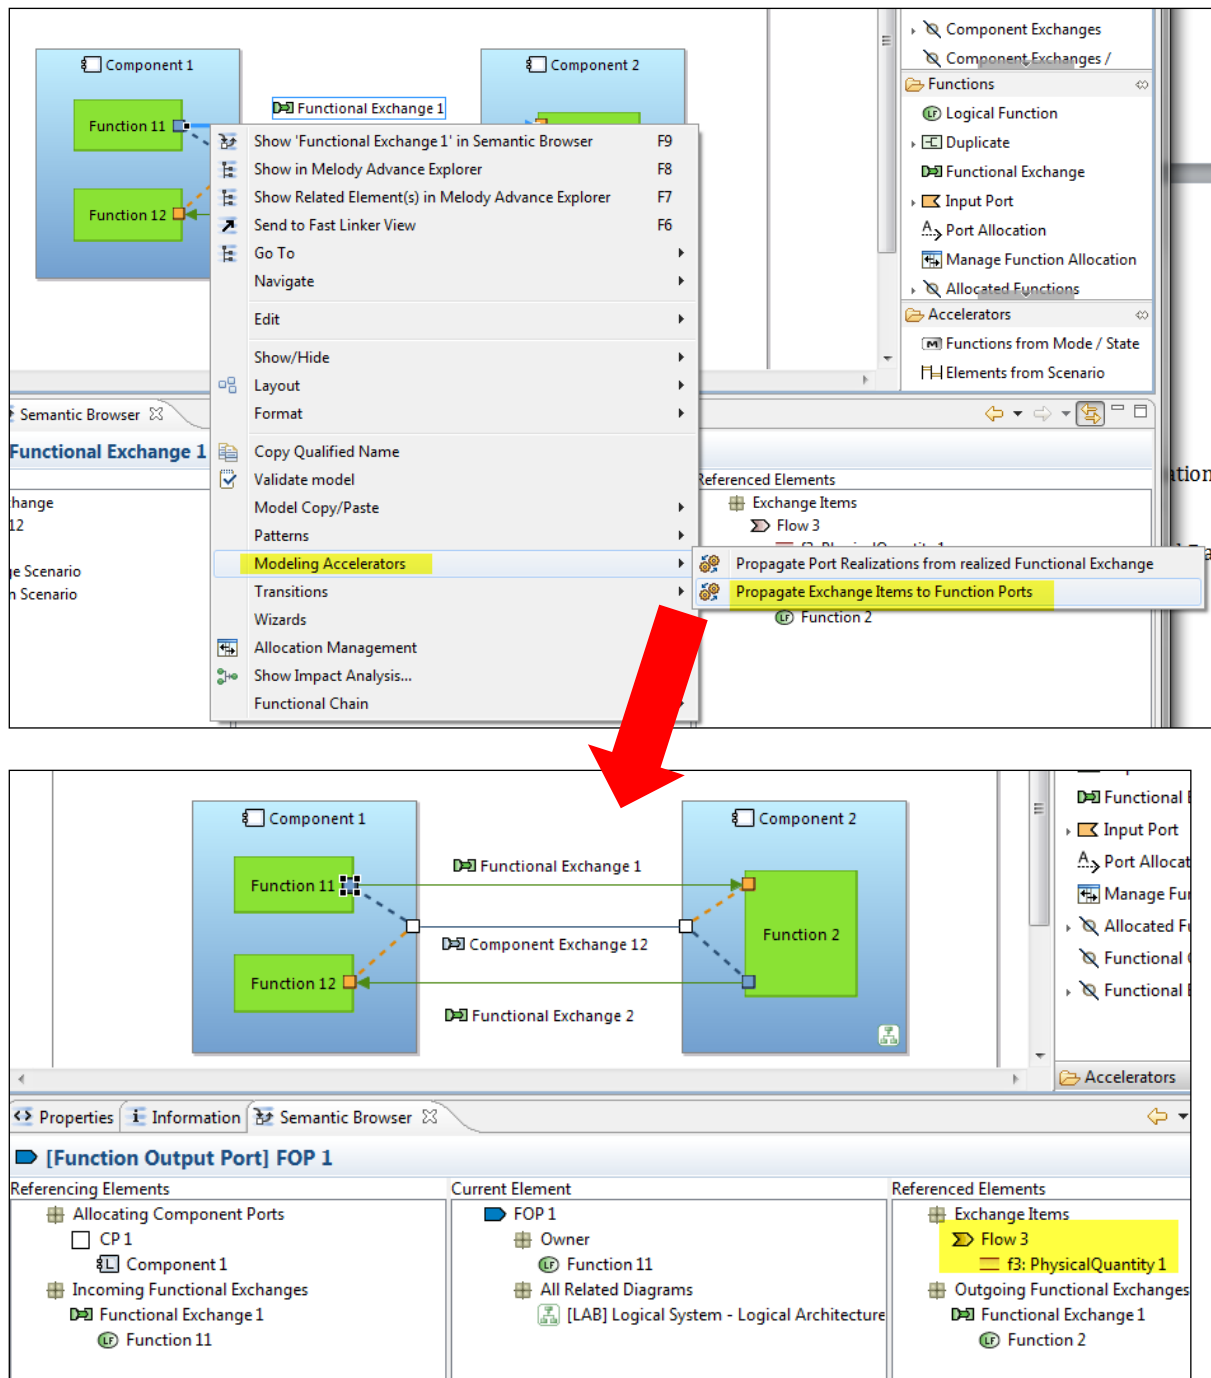 Component 1
Component 2
Functional Exchange 1
Function 11
Function 12
Show 'Functional Exchange 1' in Semantic Browser F9
Show in Melody Advance Explorer F8
Show Related Element(s) in Melody Advance Explorer F7
Send to Fast Linker View F6
Go To
Navigate
Edit
Show/Hide
Layout
Format
Copy Qualified Name
Validate model
Model Copy/Paste
Patterns
Modeling Accelerators
Transitions
Wizards
Allocation Management
Show Impact Analysis...
Functional Chain
Propagate Port Realizations from realized Functional Exchange
Propagate Exchange Items to Function Ports
Component Exchanges
Component Exchanges /
Functions
Logical Function
Duplicate
Functional Exchange
Input Port
Port Allocation
Manage Function Allocation
Allocated Functions
Accelerators
Functions from Mode / State
Elements from Scenario
Semantic Browser
Functional Exchange 1
hange
12
e Scenario
n Scenario
Referenced Elements
Exchange Items
Flow 3
f3: PhysicalQuantity 1
Function 2
ation
Component 1
Component 2
Functional Exchange 1
Function 11
Component Exchange 12
Function 2
Function 12
Functional Exchange 2
Functional E
Input Port
Port Allocat
Manage Fun
Allocated Fu
Functional
Functional E
Accelerators
Properties Information Semantic Browser
[Function Output Port] FOP 1
Referencing Elements
Allocating Component Ports
CP 1
Component 1
Incoming Functional Exchanges
Functional Exchange 1
Function 11
Current Element
FOP 1
Owner
Function 11
All Related Diagrams
[LAB] Logical System - Logical Architecture
Referenced Elements
Exchange Items
Flow 3
f3: PhysicalQuantity 1
Outgoing Functional Exchanges
Functional Exchange 1
Function 2